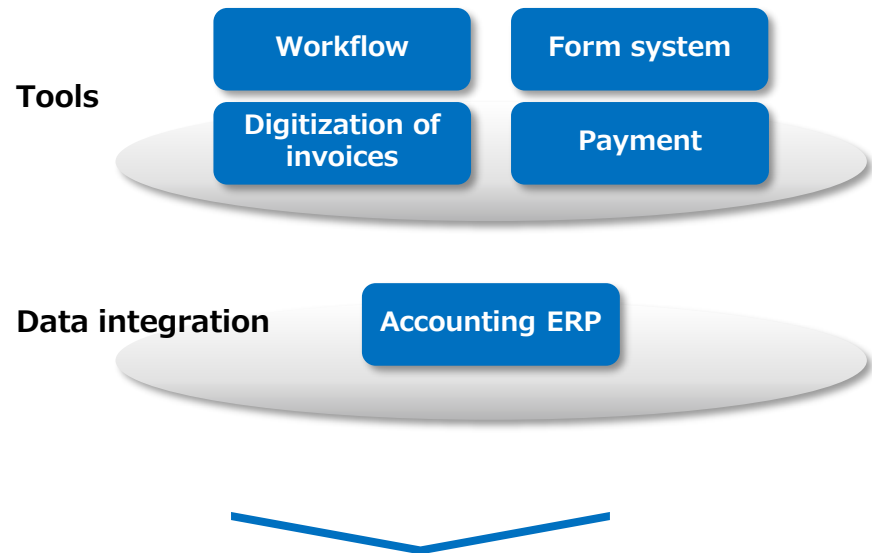 Workflow
Form system
Tools
Digitization of
invoices
Payment
Data integration
Accounting ERP